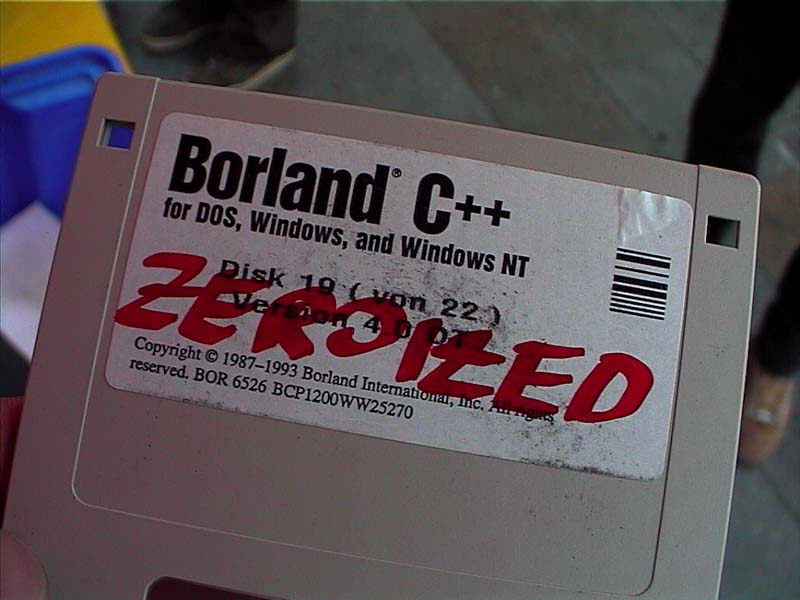 Borland® C++
for DOS, Windows, and Windows NT
Disk 19 (von 22)
Version 4.0 DT
ZEROIZED
Copyright © 1987–1993 Borland International, Inc. All rights
reserved. BOR 6526 BCP1200WW25270